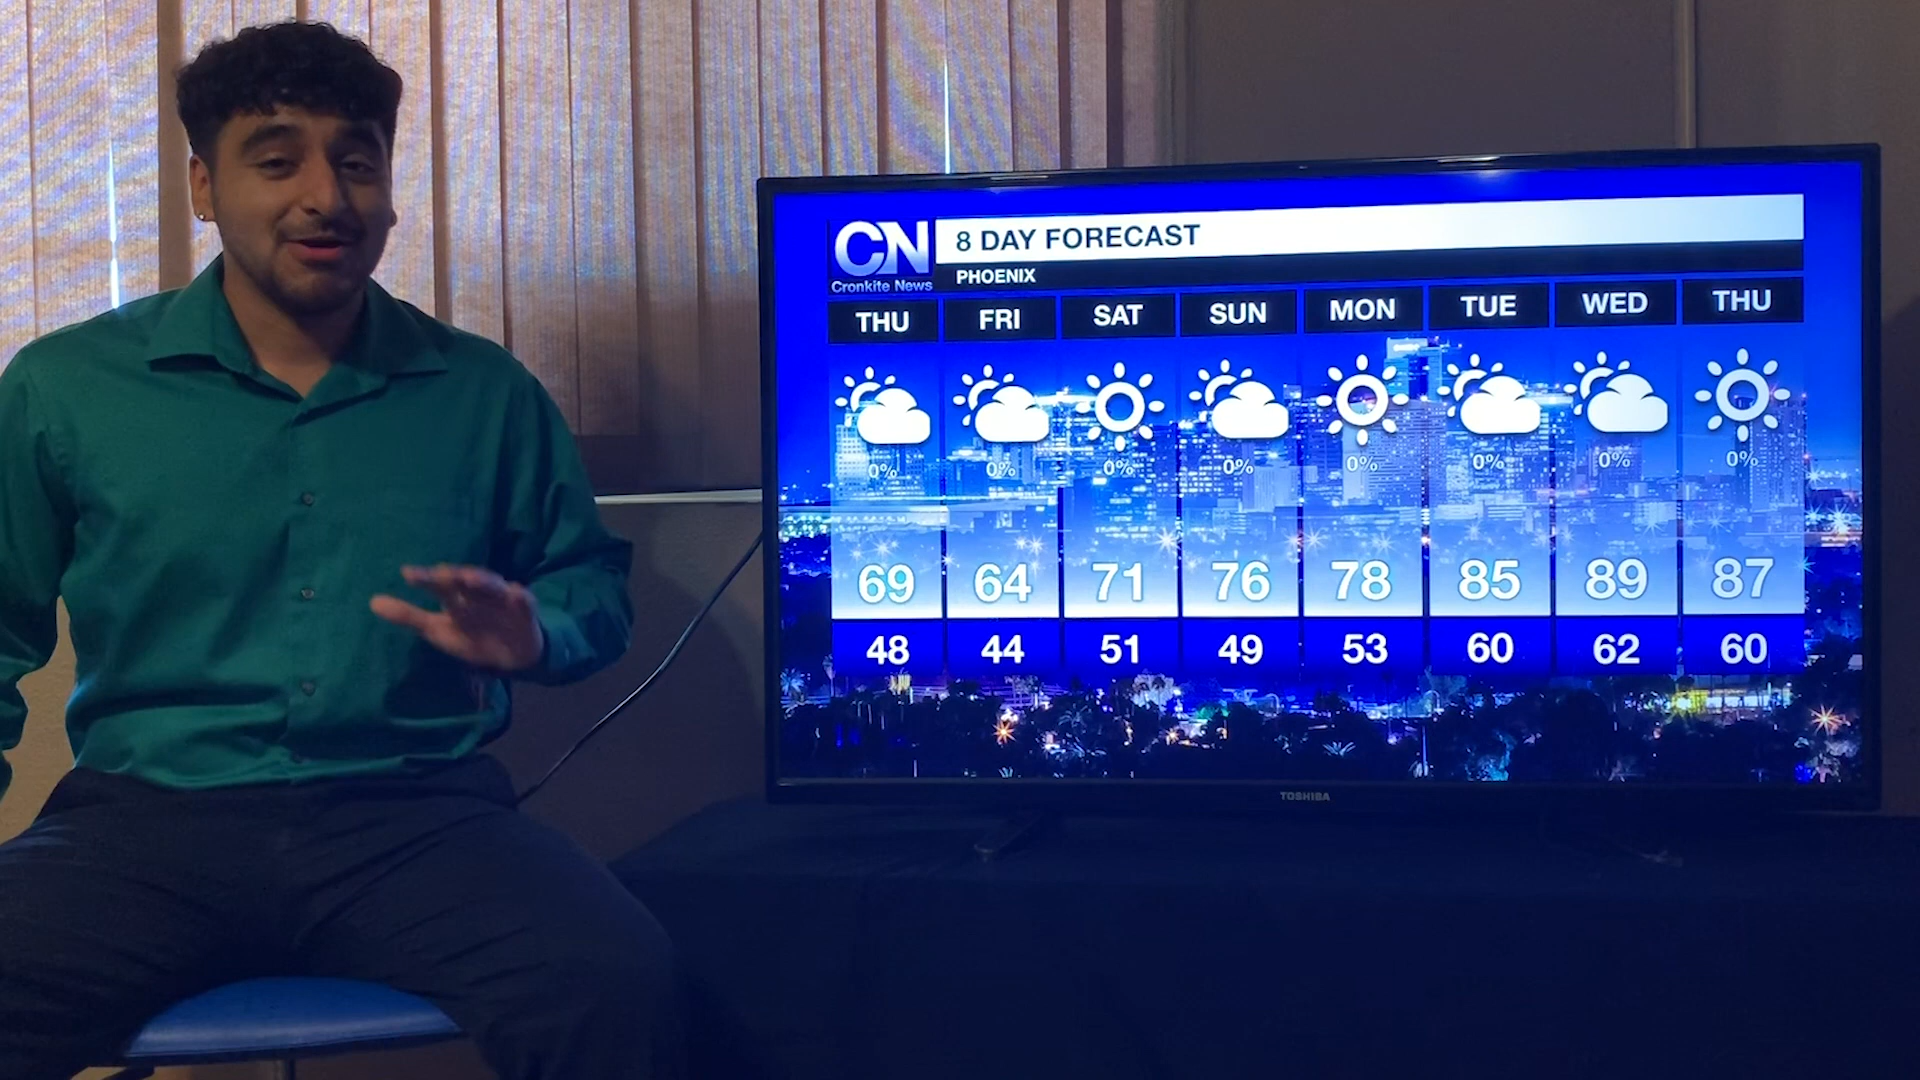 CN
Cronkite News
8 DAY FORECAST
PHOENIX
THU FRI SAT SUN MON TUE WED THU
0% 0% 0% 0% 0% 0% 0% 0%
69 64 71 76 78 85 89 87
48 44 51 49 53 60 62 60
TOSHIBA